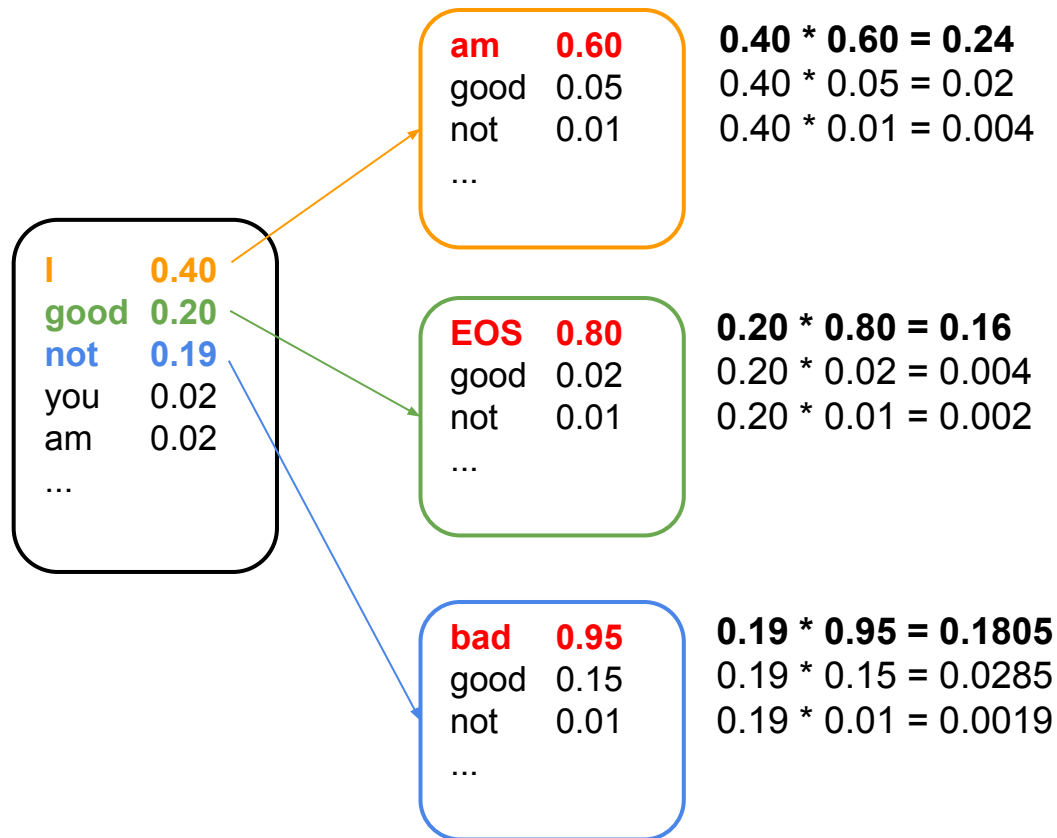 I 0.40
good 0.20
not 0.19
you 0.02
am 0.02
...
am 0.60
good 0.05
not 0.01
...
0.40 * 0.60 = 0.24
0.40 * 0.05 = 0.02
0.40 * 0.01 = 0.004
EOS 0.80
good 0.02
not 0.01
...
0.20 * 0.80 = 0.16
0.20 * 0.02 = 0.004
0.20 * 0.01 = 0.002
bad 0.95
good 0.15
not 0.01
...
0.19 * 0.95 = 0.1805
0.19 * 0.15 = 0.0285
0.19 * 0.01 = 0.0019